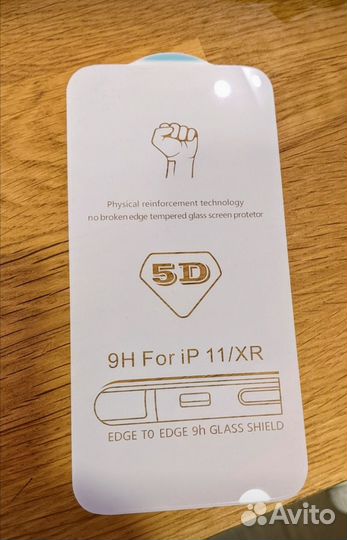 Physical reinforcement technology
no broken edge tempered glass screen protetor
5D
9H For iP 11/XR
EDGE TO EDGE 9h GLASS SHIELD
Avito